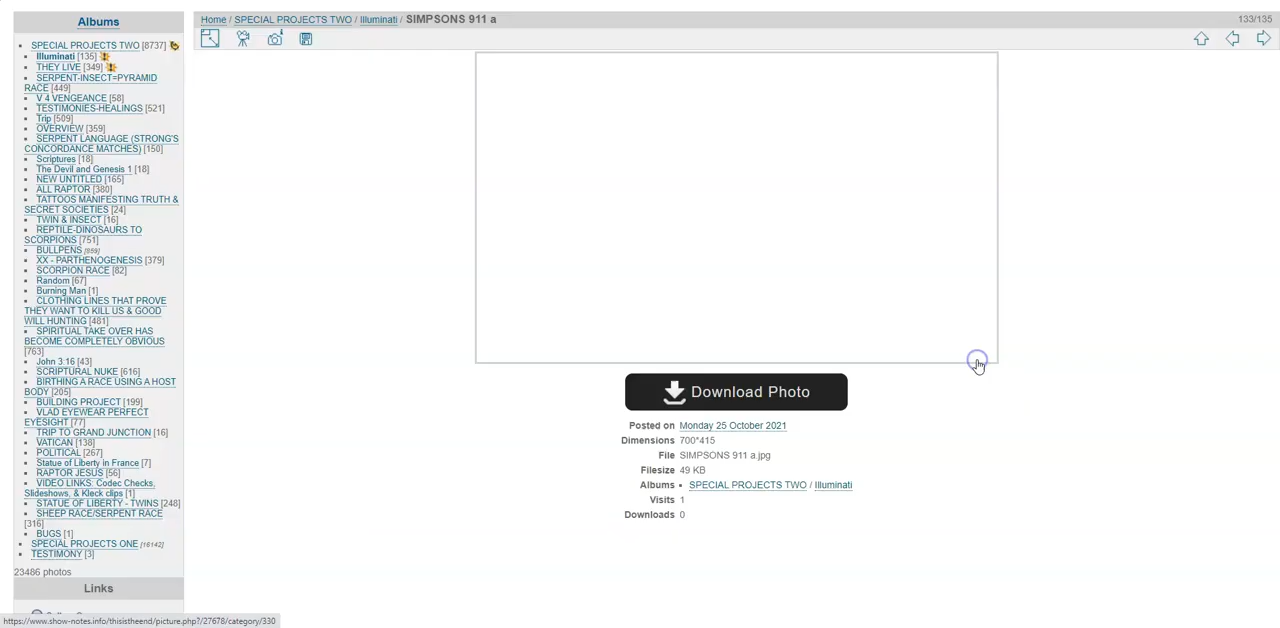 Albums
SPECIAL PROJECTS TWO [8737]
Illuminati [135]
THEY LIVE [349]
SERPENT-INSECT=PYRAMID
RACE [449]
V 4 VENGEANCE [58]
TESTIMONIES-HEALINGS [521]
Trip [509]
OVERVIEW [359]
SERPENT LANGUAGE (STRONG'S
CONCORDANCE MATCHES) [150]
Scriptures [18]
The Devil and Genesis 1 [18]
NEW UNTITLED [165]
ALL RAPTOR [380]
TATTOOS MANIFESTING TRUTH &
SECRET SOCIETIES [24]
TWIN & INSECT [16]
REPTILE-DINOSAURS TO
SCORPIONS [751]
BULLPENS [859]
XX - PARTHENOGENESIS [379]
SCORPION RACE [82]
Random [67]
Burning Man [1]
CLOTHING LINES THAT PROVE
THEY WANT TO KILL US & GOOD
WILL HUNTING [481]
SPIRITUAL TAKE OVER HAS
BECOME COMPLETELY OBVIOUS
[763]
John 3:16 [43]
SCRIPTURAL NUKE [616]
BIRTHING A RACE USING A HOST
BODY [205]
BUILDING PROJECT [199]
VLAD EYEWEAR PERFECT
EYESIGHT [77]
TRIP TO GRAND JUNCTION [16]
VATICAN [138]
POLITICAL [267]
Statue of Liberty in France [7]
RAPTOR JESUS [56]
VIDEO LINKS: Codec Checks,
Slideshows, & Kleck clips [1]
STATUE OF LIBERTY - TWINS [248]
SHEEP RACE/SERPENT RACE
[316]
BUGS [1]
SPECIAL PROJECTS ONE [16142]
TESTIMONY [3]
23486 photos
Links
https://www.show-notes.info/thisistheend/picture.php?/27678/category/330
Home / SPECIAL PROJECTS TWO / Illuminati / SIMPSONS 911 a
133/135
Download Photo
Posted on Monday 25 October 2021
Dimensions 700*415
File SIMPSONS 911 a.jpg
Filesize 49 KB
Albums ▪ SPECIAL PROJECTS TWO / Illuminati
Visits 1
Downloads 0